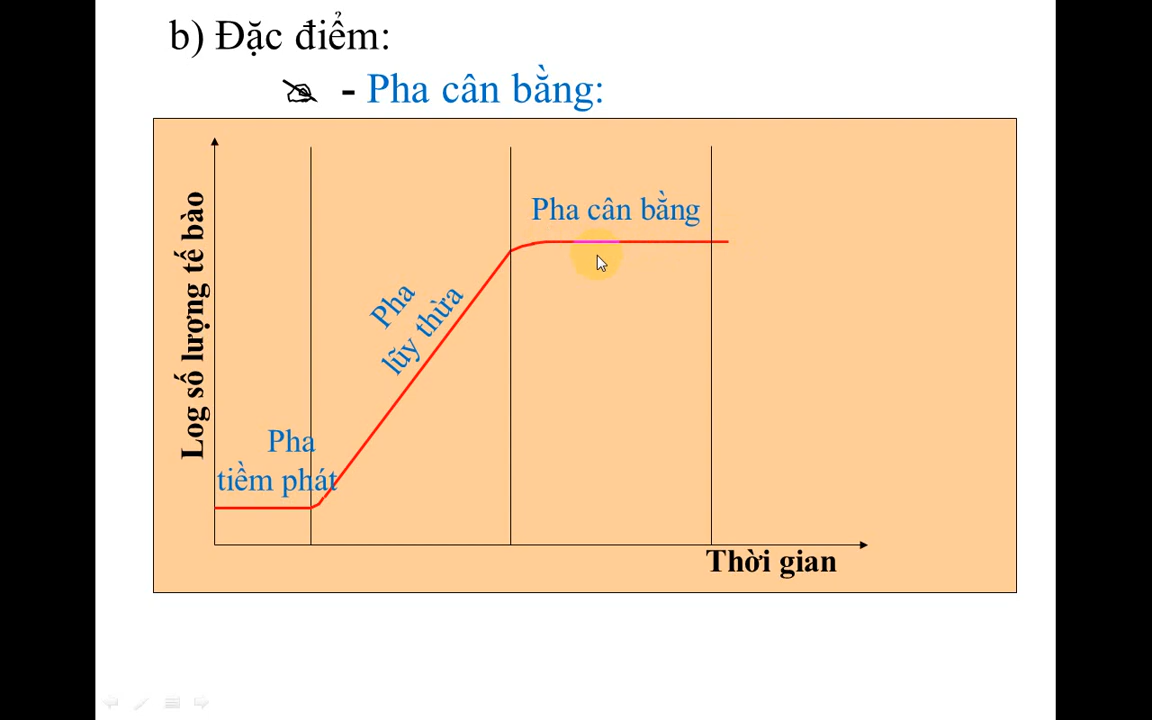 b) Đặc điểm:
- Pha cân bằng:
Log số lượng tế bào
Pha cân bằng
Pha
lũy thừa
Pha
tiềm phát
Thời gian